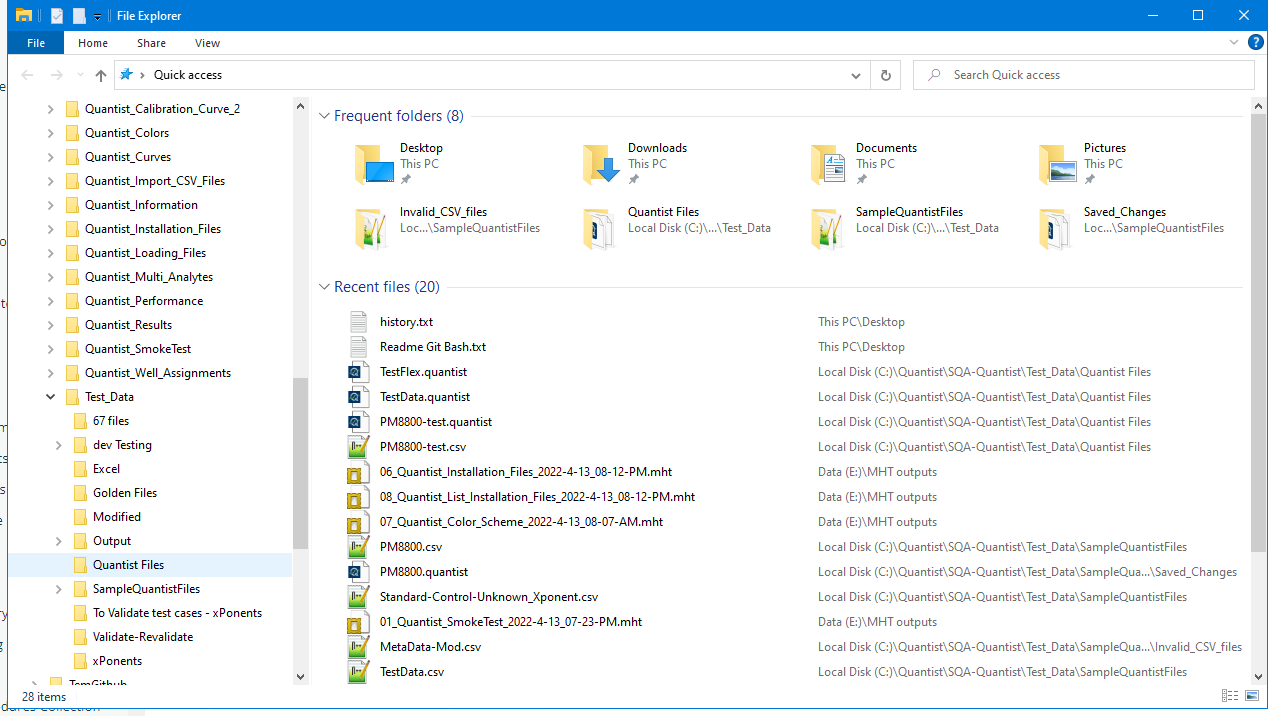 File Explorer
File Home Share View
Quick access
Search Quick access
Quantist_Calibration_Curve_2
Quantist_Colors
Quantist_Curves
Quantist_Import_CSV_Files
Quantist_Information
Quantist_Installation_Files
Quantist_Loading_Files
Quantist_Multi_Analytes
Quantist_Performance
Quantist_Results
Quantist_SmokeTest
Quantist_Well_Assignments
Test_Data
67 files
dev Testing
Excel
Golden Files
Modified
Output
Quantist Files
SampleQuantistFiles
To Validate test cases - xPonents
Validate-Revalidate
xPonents
TomGithub
28 items
Frequent folders (8)
Desktop
This PC
Downloads
This PC
Documents
This PC
Pictures
This PC
Invalid_CSV_files
Loc...\SampleQuantistFiles
Quantist Files
Local Disk (C:)\...\Test_Data
SampleQuantistFiles
Local Disk (C:)\...\Test_Data
Saved_Changes
Loc...\SampleQuantistFiles
Recent files (20)
history.txt This PC\Desktop
Readme Git Bash.txt This PC\Desktop
TestFlex.quantist Local Disk (C:)\Quantist\SQA-Quantist\Test_Data\Quantist Files
TestData.quantist Local Disk (C:)\Quantist\SQA-Quantist\Test_Data\Quantist Files
PM8800-test.quantist Local Disk (C:)\Quantist\SQA-Quantist\Test_Data\Quantist Files
PM8800-test.csv Local Disk (C:)\Quantist\SQA-Quantist\Test_Data\Quantist Files
06_Quantist_Installation_Files_2022-4-13_08-12-PM.mht Data (E:)\MHT outputs
08_Quantist_List_Installation_Files_2022-4-13_08-12-PM.mht Data (E:)\MHT outputs
07_Quantist_Color_Scheme_2022-4-13_08-07-AM.mht Data (E:)\MHT outputs
PM8800.csv Local Disk (C:)\Quantist\SQA-Quantist\Test_Data\SampleQuantistFiles
PM8800.quantist Local Disk (C:)\Quantist\SQA-Quantist\Test_Data\SampleQua...\Saved_Changes
Standard-Control-Unknown_Xponent.csv Local Disk (C:)\Quantist\SQA-Quantist\Test_Data\SampleQuantistFiles
01_Quantist_SmokeTest_2022-4-13_07-23-PM.mht Data (E:)\MHT outputs
MetaData-Mod.csv Local Disk (C:)\Quantist\SQA-Quantist\Test_Data\SampleQua...\Invalid_CSV_files
TestData.csv Local Disk (C:)\Quantist\SQA-Quantist\Test_Data\SampleQuantistFiles